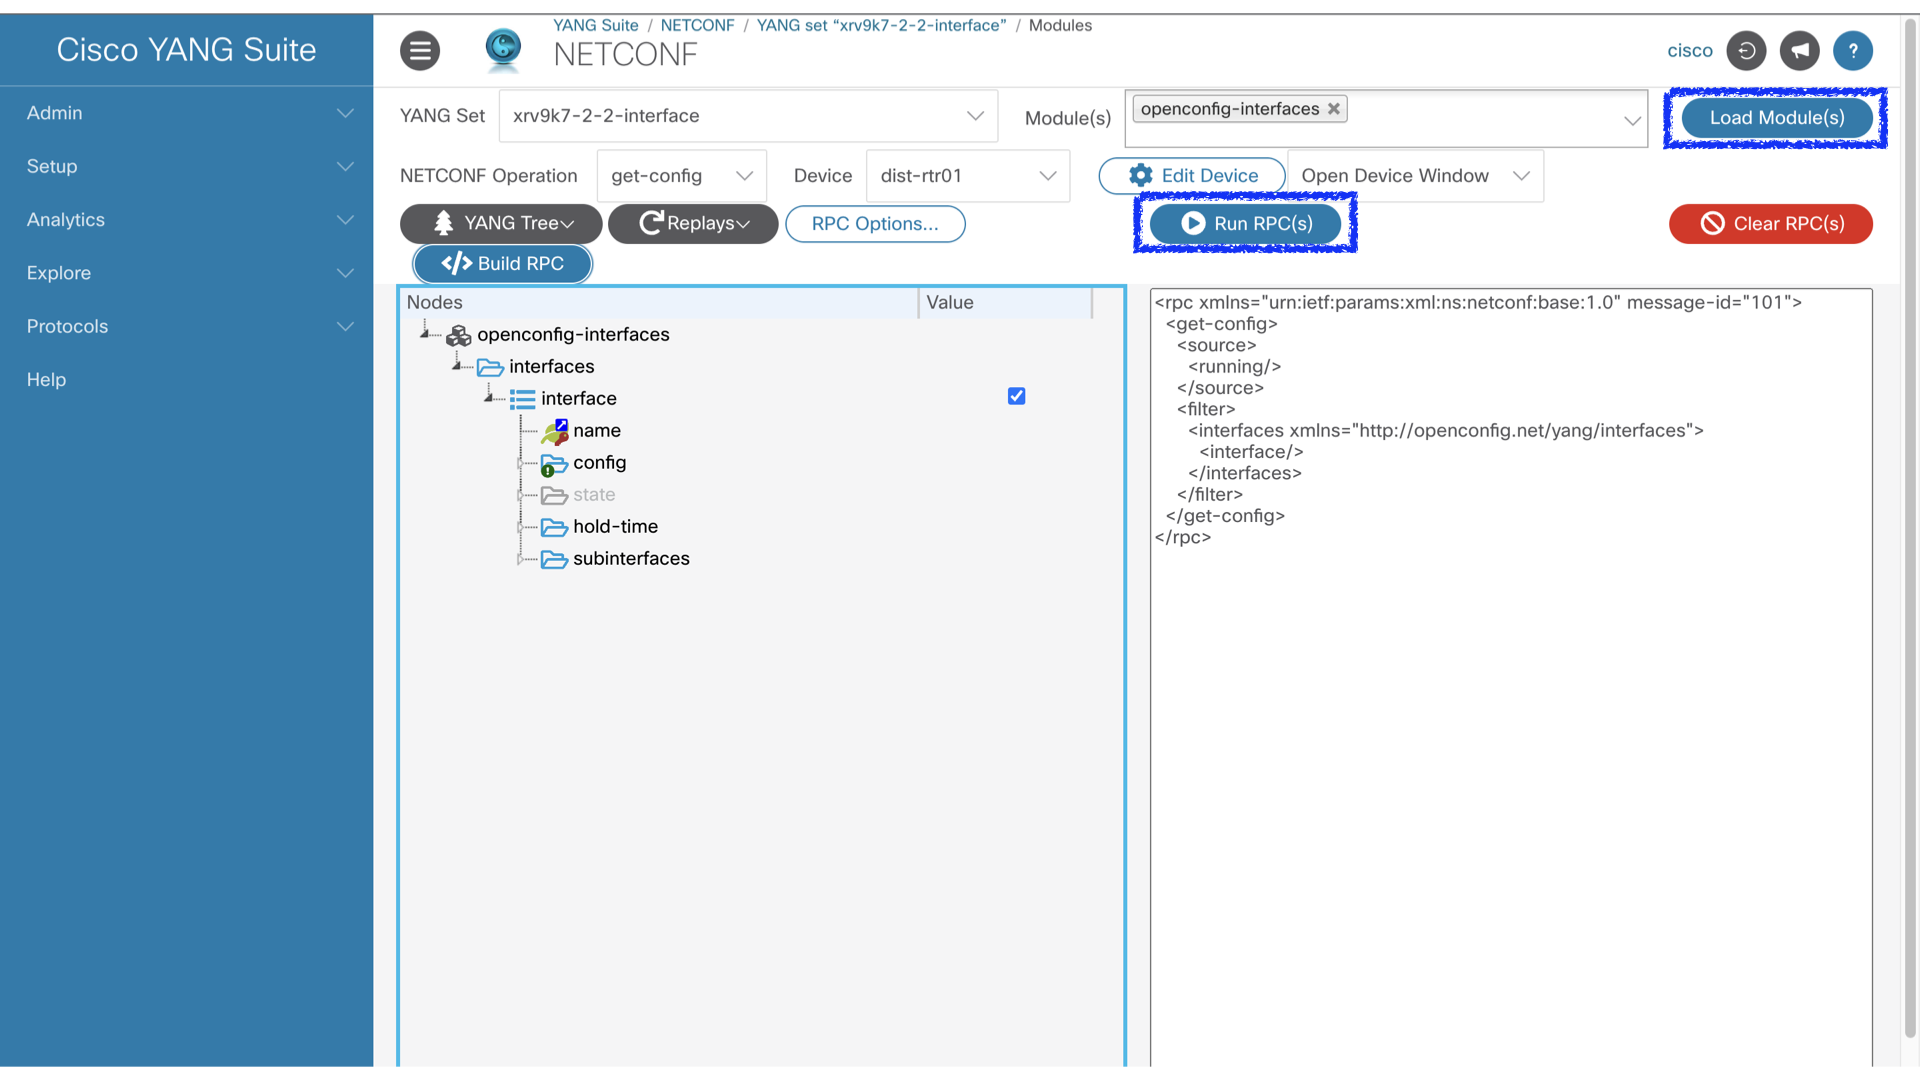 Cisco YANG Suite
Admin
Setup
Analytics
Explore
Protocols
Help
YANG Suite / NETCONF / YANG set “xrv9k7-2-2-interface” / Modules
NETCONF
cisco
?
YANG Set
xrv9k7-2-2-interface
Module(s)
openconfig-interfaces
Load Module(s)
NETCONF Operation
get-config
Device
dist-rtr01
Edit Device
Open Device Window
YANG Tree
Replays
RPC Options...
Run RPC(s)
Clear RPC(s)
</> Build RPC
Nodes
Value
openconfig-interfaces
interfaces
interface
name
config
state
hold-time
subinterfaces
<rpc xmlns="urn:ietf:params:xml:ns:netconf:base:1.0" message-id="101">
<get-config>
<source>
<running/>
</source>
<filter>
<interfaces xmlns="http://openconfig.net/yang/interfaces">
<interface/>
</interfaces>
</filter>
</get-config>
</rpc>